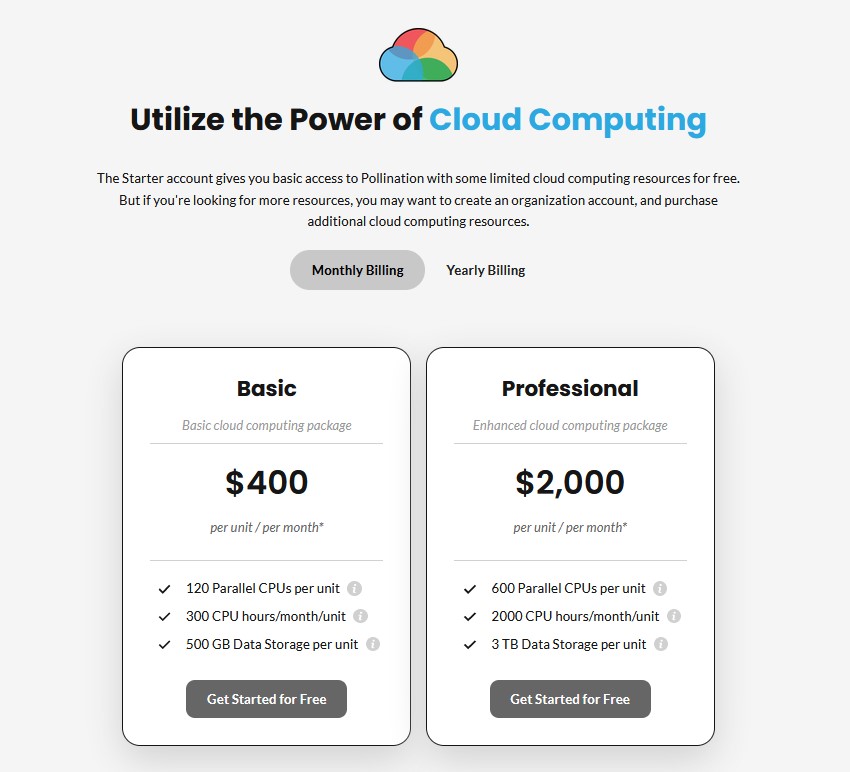 Utilize the Power of Cloud Computing
The Starter account gives you basic access to Pollination with some limited cloud computing resources for free.
But if you're looking for more resources, you may want to create an organization account, and purchase
additional cloud computing resources.
Monthly Billing
Yearly Billing
Basic
Basic cloud computing package
$400
per unit / per month*
120 Parallel CPUs per unit
300 CPU hours/month/unit
500 GB Data Storage per unit
Get Started for Free
Professional
Enhanced cloud computing package
$2,000
per unit / per month*
600 Parallel CPUs per unit
2000 CPU hours/month/unit
3 TB Data Storage per unit
Get Started for Free